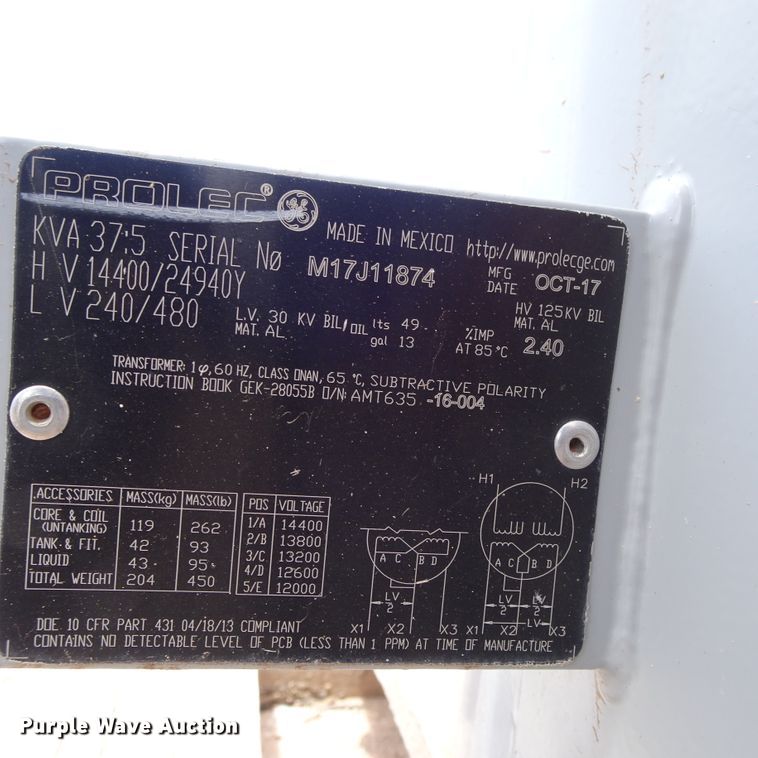 PROLEC® GE
KVA 37.5 SERIAL NØ M17J11874 MADE IN MEXICO http://www.prolecge.com
H V 14400/24940Y MFG DATE OCT-17
L V 240/480 L.V. 30 KV BIL/OIL lts 49 HV 125 KV BIL
MAT. AL gal 13 %IMP AT 85 °C 2.40 MAT. AL
TRANSFORMER: 1φ, 60 HZ, CLASS ONAN, 65 °C, SUBTRACTIVE POLARITY
INSTRUCTION BOOK GEK-28055B O/N: AMT635 -16-004
ACCESSORIES MASS(kg) MASS(lb)
CORE & COIL (UNTANKING) 119 262
TANK & FIT. 42 93
LIQUID 43 95
TOTAL WEIGHT 204 450
POS VOLTAGE
1/A 14400
2/B 13800
3/C 13200
4/D 12600
5/E 12000
A C B D
LV/2
X1 X2 X3
H1 H2
A C B D
LV/2 LV/2
LV
X1 X2 X3
DOE 10 CFR PART 431 04/18/13 COMPLIANT
CONTAINS NO DETECTABLE LEVEL OF PCB (LESS THAN 1 PPM) AT TIME OF MANUFACTURE
Purple Wave Auction